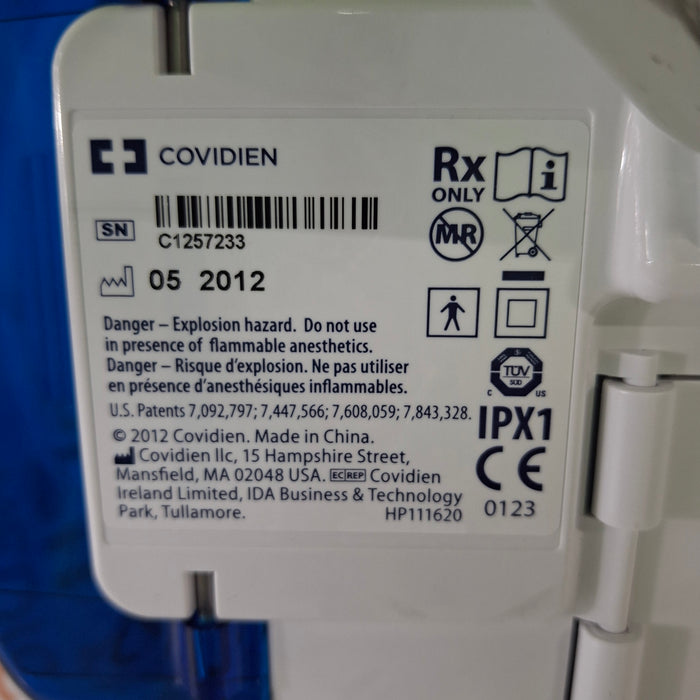 COVIDIEN
Rx
ONLY
i
SN
C1257233
MR
05 2012
Danger – Explosion hazard. Do not use
in presence of flammable anesthetics.
Danger – Risque d'explosion. Ne pas utiliser
en présence d'anesthésiques inflammables.
TÜV
SÜD
c US
U.S. Patents 7,092,797; 7,447,566; 7,608,059; 7,843,328.
IPX1
© 2012 Covidien. Made in China.
Covidien llc, 15 Hampshire Street,
Mansfield, MA 02048 USA. EC REP Covidien
Ireland Limited, IDA Business & Technology
Park, Tullamore.
HP111620
CE
0123